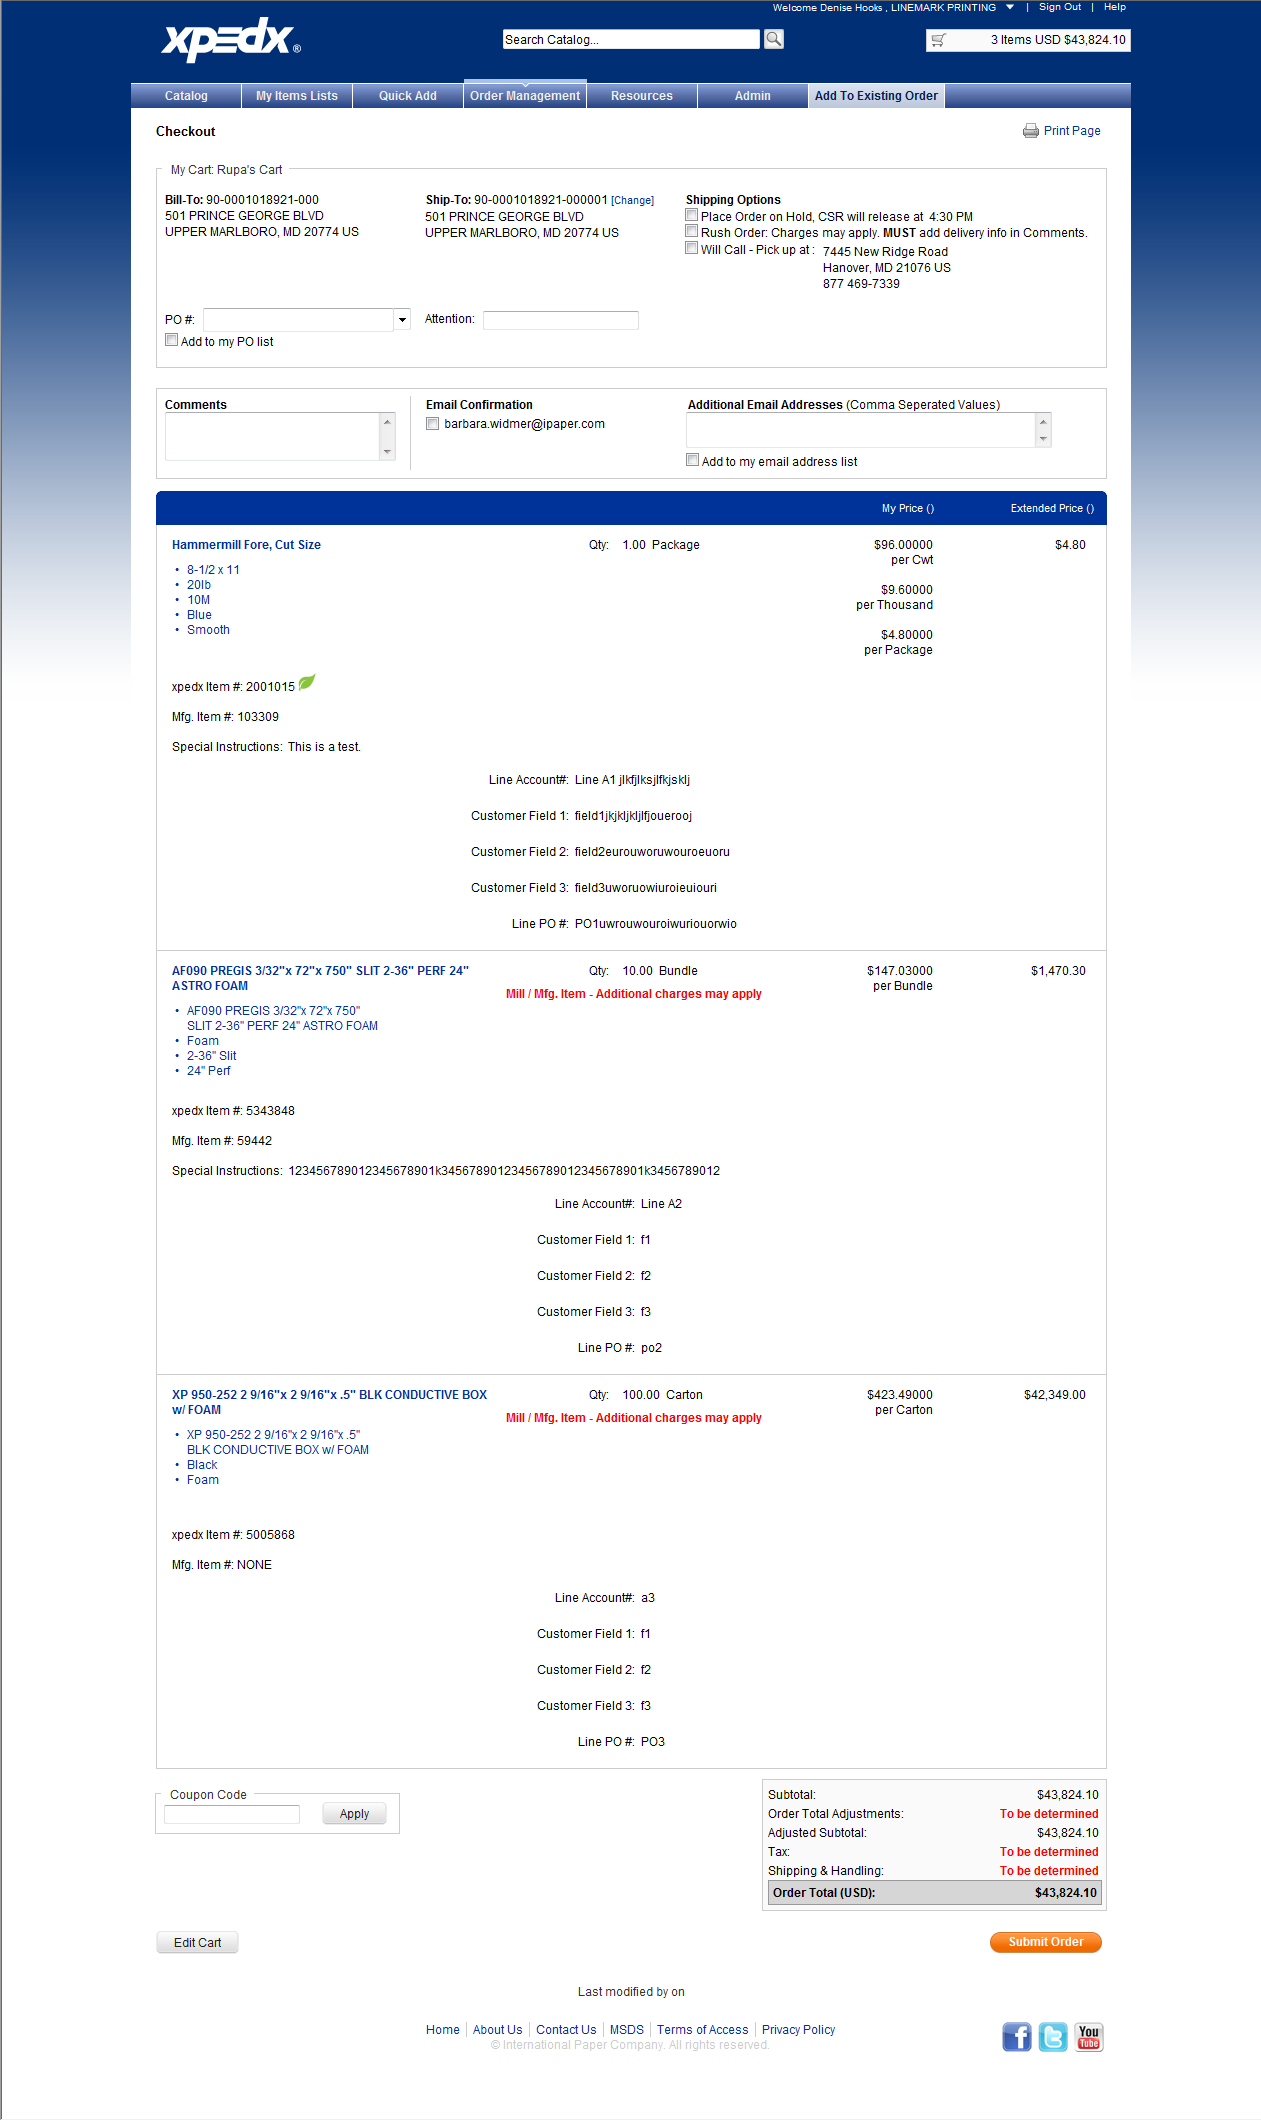 Welcome Denise Hooks , LINEMARK PRINTING | Sign Out | Help
xpedx®
Search Catalog...
3 Items USD $43,824.10
Catalog My Items Lists Quick Add Order Management Resources Admin Add To Existing Order
Checkout
Print Page
My Cart: Rupa's Cart
Bill-To: 90-0001018921-000
501 PRINCE GEORGE BLVD
UPPER MARLBORO, MD 20774 US
Ship-To: 90-0001018921-000001 [Change]
501 PRINCE GEORGE BLVD
UPPER MARLBORO, MD 20774 US
Shipping Options
Place Order on Hold, CSR will release at 4:30 PM
Rush Order: Charges may apply. MUST add delivery info in Comments.
Will Call - Pick up at : 7445 New Ridge Road
Hanover, MD 21076 US
877 469-7339
PO #:
Attention:
Add to my PO list
Comments
Email Confirmation
barbara.widmer@ipaper.com
Additional Email Addresses (Comma Seperated Values)
Add to my email address list
My Price () Extended Price ()
Hammermill Fore, Cut Size Qty: 1.00 Package $96.00000 $4.80
per Cwt
$9.60000
per Thousand
$4.80000
per Package
• 8-1/2 x 11
• 20lb
• 10M
• Blue
• Smooth
xpedx Item #: 2001015
Mfg. Item #: 103309
Special Instructions: This is a test.
Line Account#: Line A1 jlkfjlksjlfkjsklj
Customer Field 1: field1jkjkljkljlfjouerooj
Customer Field 2: field2eurouworuwouroeuoru
Customer Field 3: field3uworuowiuroieuiouri
Line PO #: PO1uwrouwouroiwuriouorwio
AF090 PREGIS 3/32"x 72"x 750" SLIT 2-36" PERF 24" Qty: 10.00 Bundle $147.03000 $1,470.30
ASTRO FOAM per Bundle
Mill / Mfg. Item - Additional charges may apply
• AF090 PREGIS 3/32"x 72"x 750"
SLIT 2-36" PERF 24" ASTRO FOAM
• Foam
• 2-36" Slit
• 24" Perf
xpedx Item #: 5343848
Mfg. Item #: 59442
Special Instructions: 123456789012345678901k34567890123456789012345678901k3456789012
Line Account#: Line A2
Customer Field 1: f1
Customer Field 2: f2
Customer Field 3: f3
Line PO #: po2
XP 950-252 2 9/16"x 2 9/16"x .5" BLK CONDUCTIVE BOX Qty: 100.00 Carton $423.49000 $42,349.00
w/ FOAM per Carton
Mill / Mfg. Item - Additional charges may apply
• XP 950-252 2 9/16"x 2 9/16"x .5"
BLK CONDUCTIVE BOX w/ FOAM
• Black
• Foam
xpedx Item #: 5005868
Mfg. Item #: NONE
Line Account#: a3
Customer Field 1: f1
Customer Field 2: f2
Customer Field 3: f3
Line PO #: PO3
Coupon Code
Apply
Subtotal: $43,824.10
Order Total Adjustments: To be determined
Adjusted Subtotal: $43,824.10
Tax: To be determined
Shipping & Handling: To be determined
Order Total (USD): $43,824.10
Edit Cart
Submit Order
Last modified by on
Home About Us Contact Us MSDS Terms of Access Privacy Policy
© International Paper Company. All rights reserved.
f t You Tube